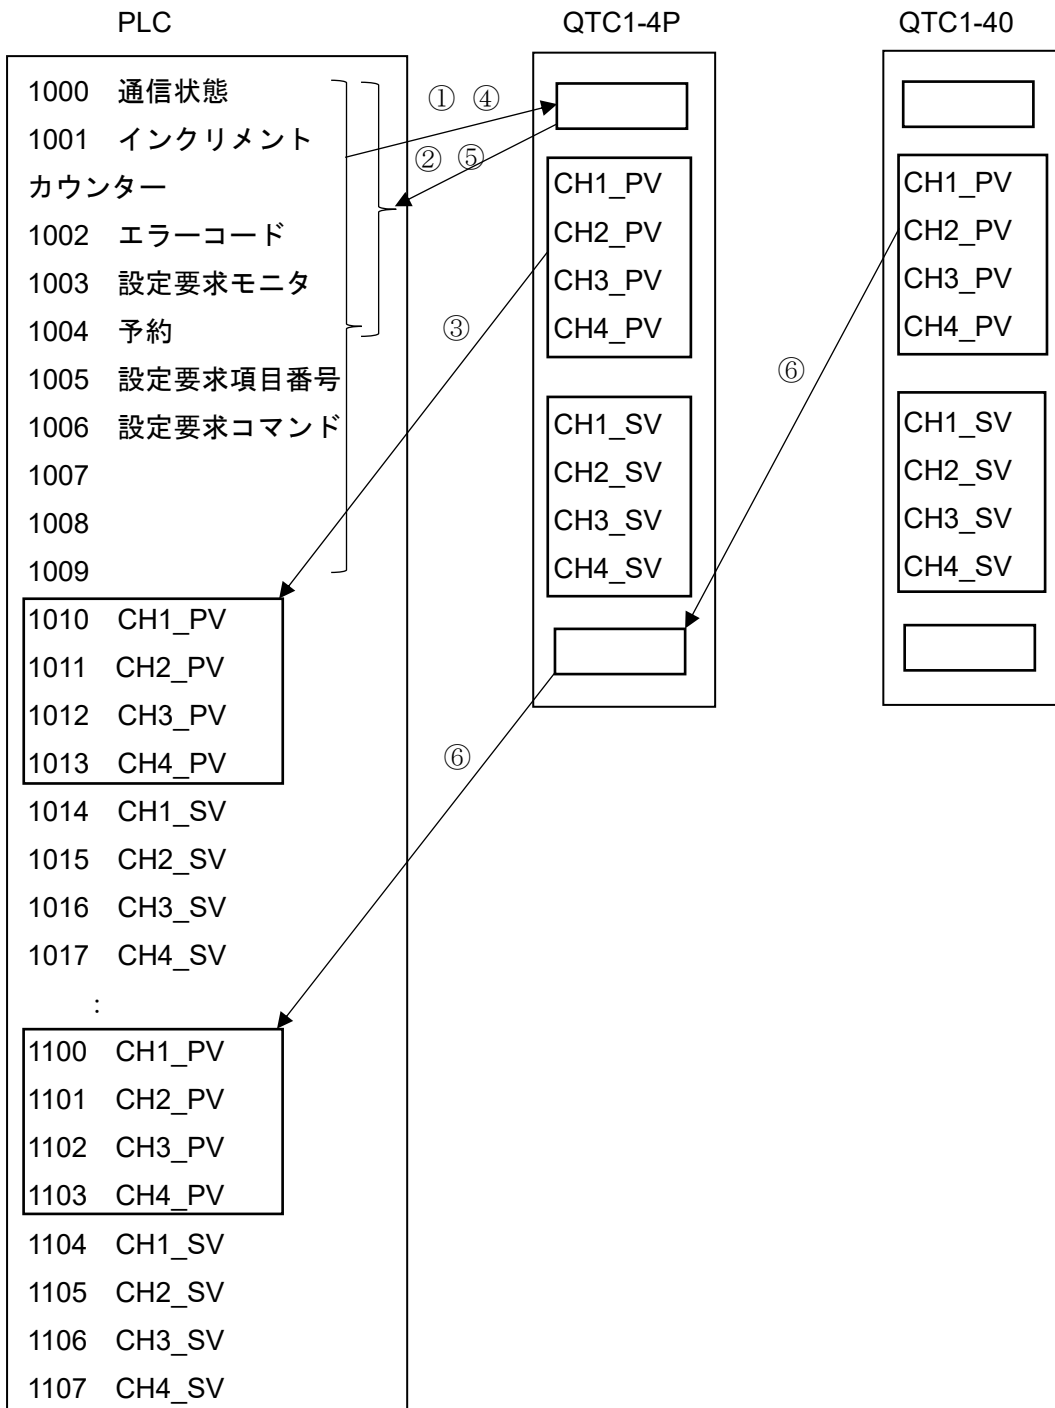 PLC
QTC1-4P
QTC1-40
1000 通信状態
1001 インクリメント
カウンター
1002 エラーコード
1003 設定要求モニタ
1004 予約
1005 設定要求項目番号
1006 設定要求コマンド
1007
1008
1009
1010 CH1_PV
1011 CH2_PV
1012 CH3_PV
1013 CH4_PV
1014 CH1_SV
1015 CH2_SV
1016 CH3_SV
1017 CH4_SV
:
1100 CH1_PV
1101 CH2_PV
1102 CH3_PV
1103 CH4_PV
1104 CH1_SV
1105 CH2_SV
1106 CH3_SV
1107 CH4_SV
① ④
② ⑤
③
⑥
CH1_PV
CH2_PV
CH3_PV
CH4_PV
CH1_SV
CH2_SV
CH3_SV
CH4_SV
⑥
CH1_PV
CH2_PV
CH3_PV
CH4_PV
CH1_SV
CH2_SV
CH3_SV
CH4_SV